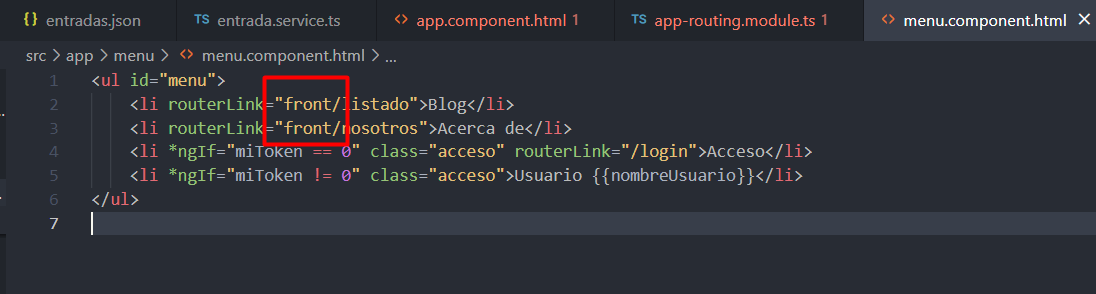 entradas.json TS entrada.service.ts <> app.component.html 1 TS app-routing.module.ts 1 <> menu.component.html
src > app > menu > <> menu.component.html > ...
1 <ul id="menu">
2 <li routerLink="front/listado">Blog</li>
3 <li routerLink="front/nosotros">Acerca de</li>
4 <li *ngIf="miToken == 0" class="acceso" routerLink="/login">Acceso</li>
5 <li *ngIf="miToken != 0" class="acceso">Usuario {{nombreUsuario}}</li>
6 </ul>
7